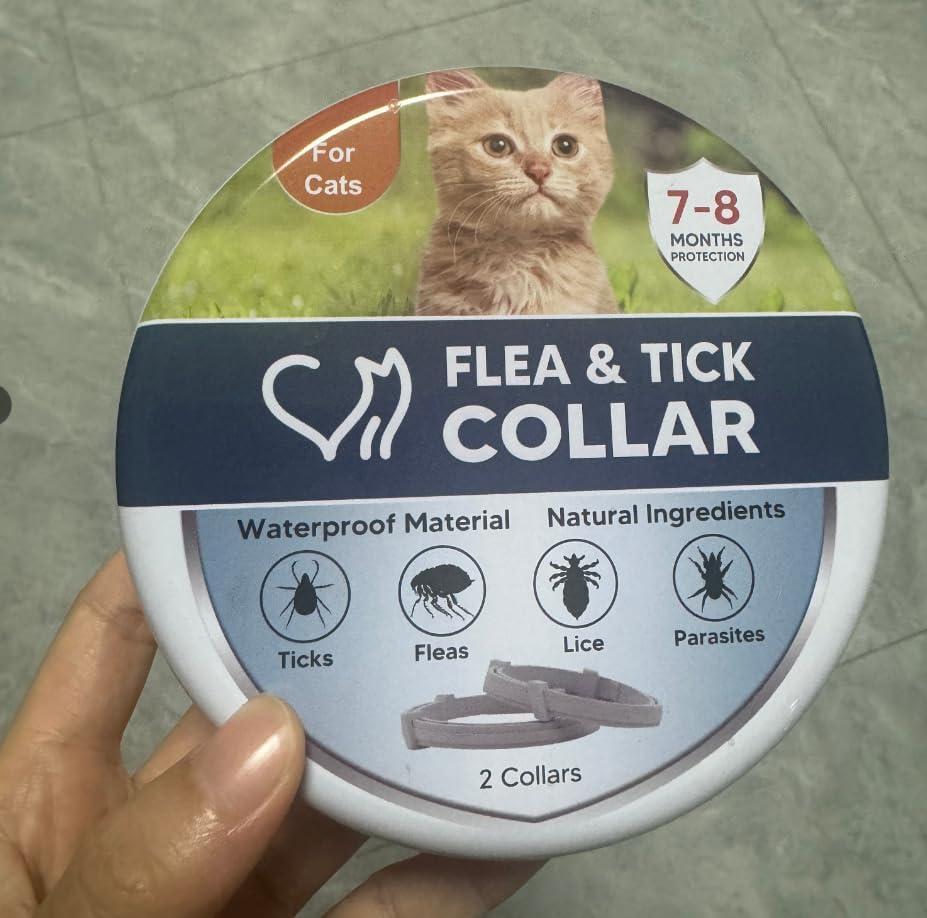 For
Cats
7-8
MONTHS
PROTECTION
FLEA & TICK
COLLAR
Waterproof Material
Natural Ingredients
Ticks
Fleas
Lice
Parasites
2 Collars